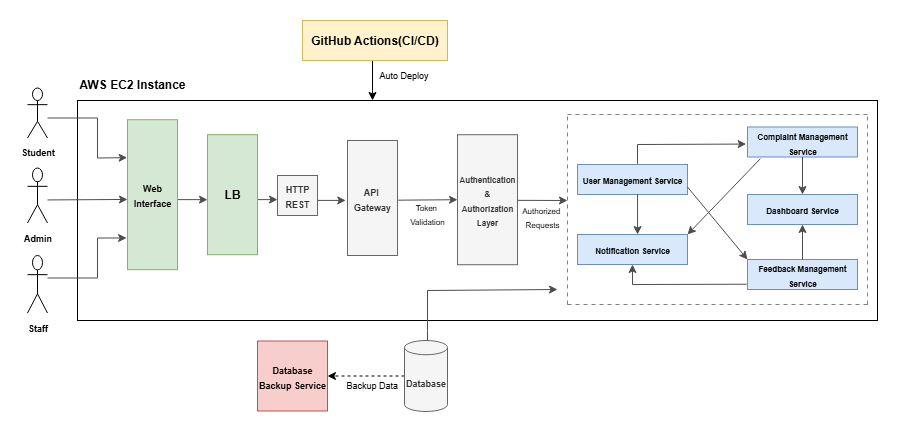 GitHub Actions(CI/CD)
Auto Deploy
AWS EC2 Instance
Student
Admin
Staff
Web
Interface
LB
HTTP
REST
API
Gateway
Token
Validation
Authentication
&
Authorization
Layer
Authorized
Requests
User Management Service
Notification Service
Complaint Management
Service
Dashboard Service
Feedback Management
Service
Database
Backup Service
Backup Data
Database